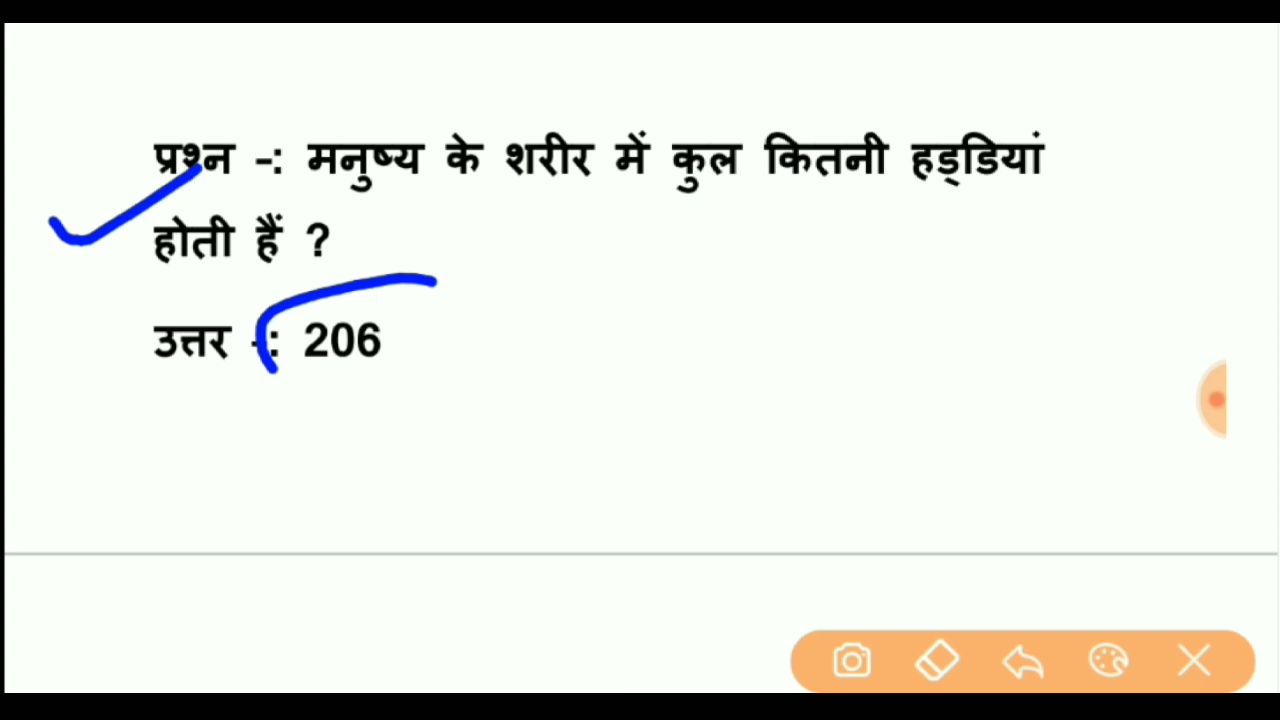 प्रश्न -: मनुष्य के शरीर में कुल कितनी हड्डियां
होती हैं ?
उत्तर -: 206